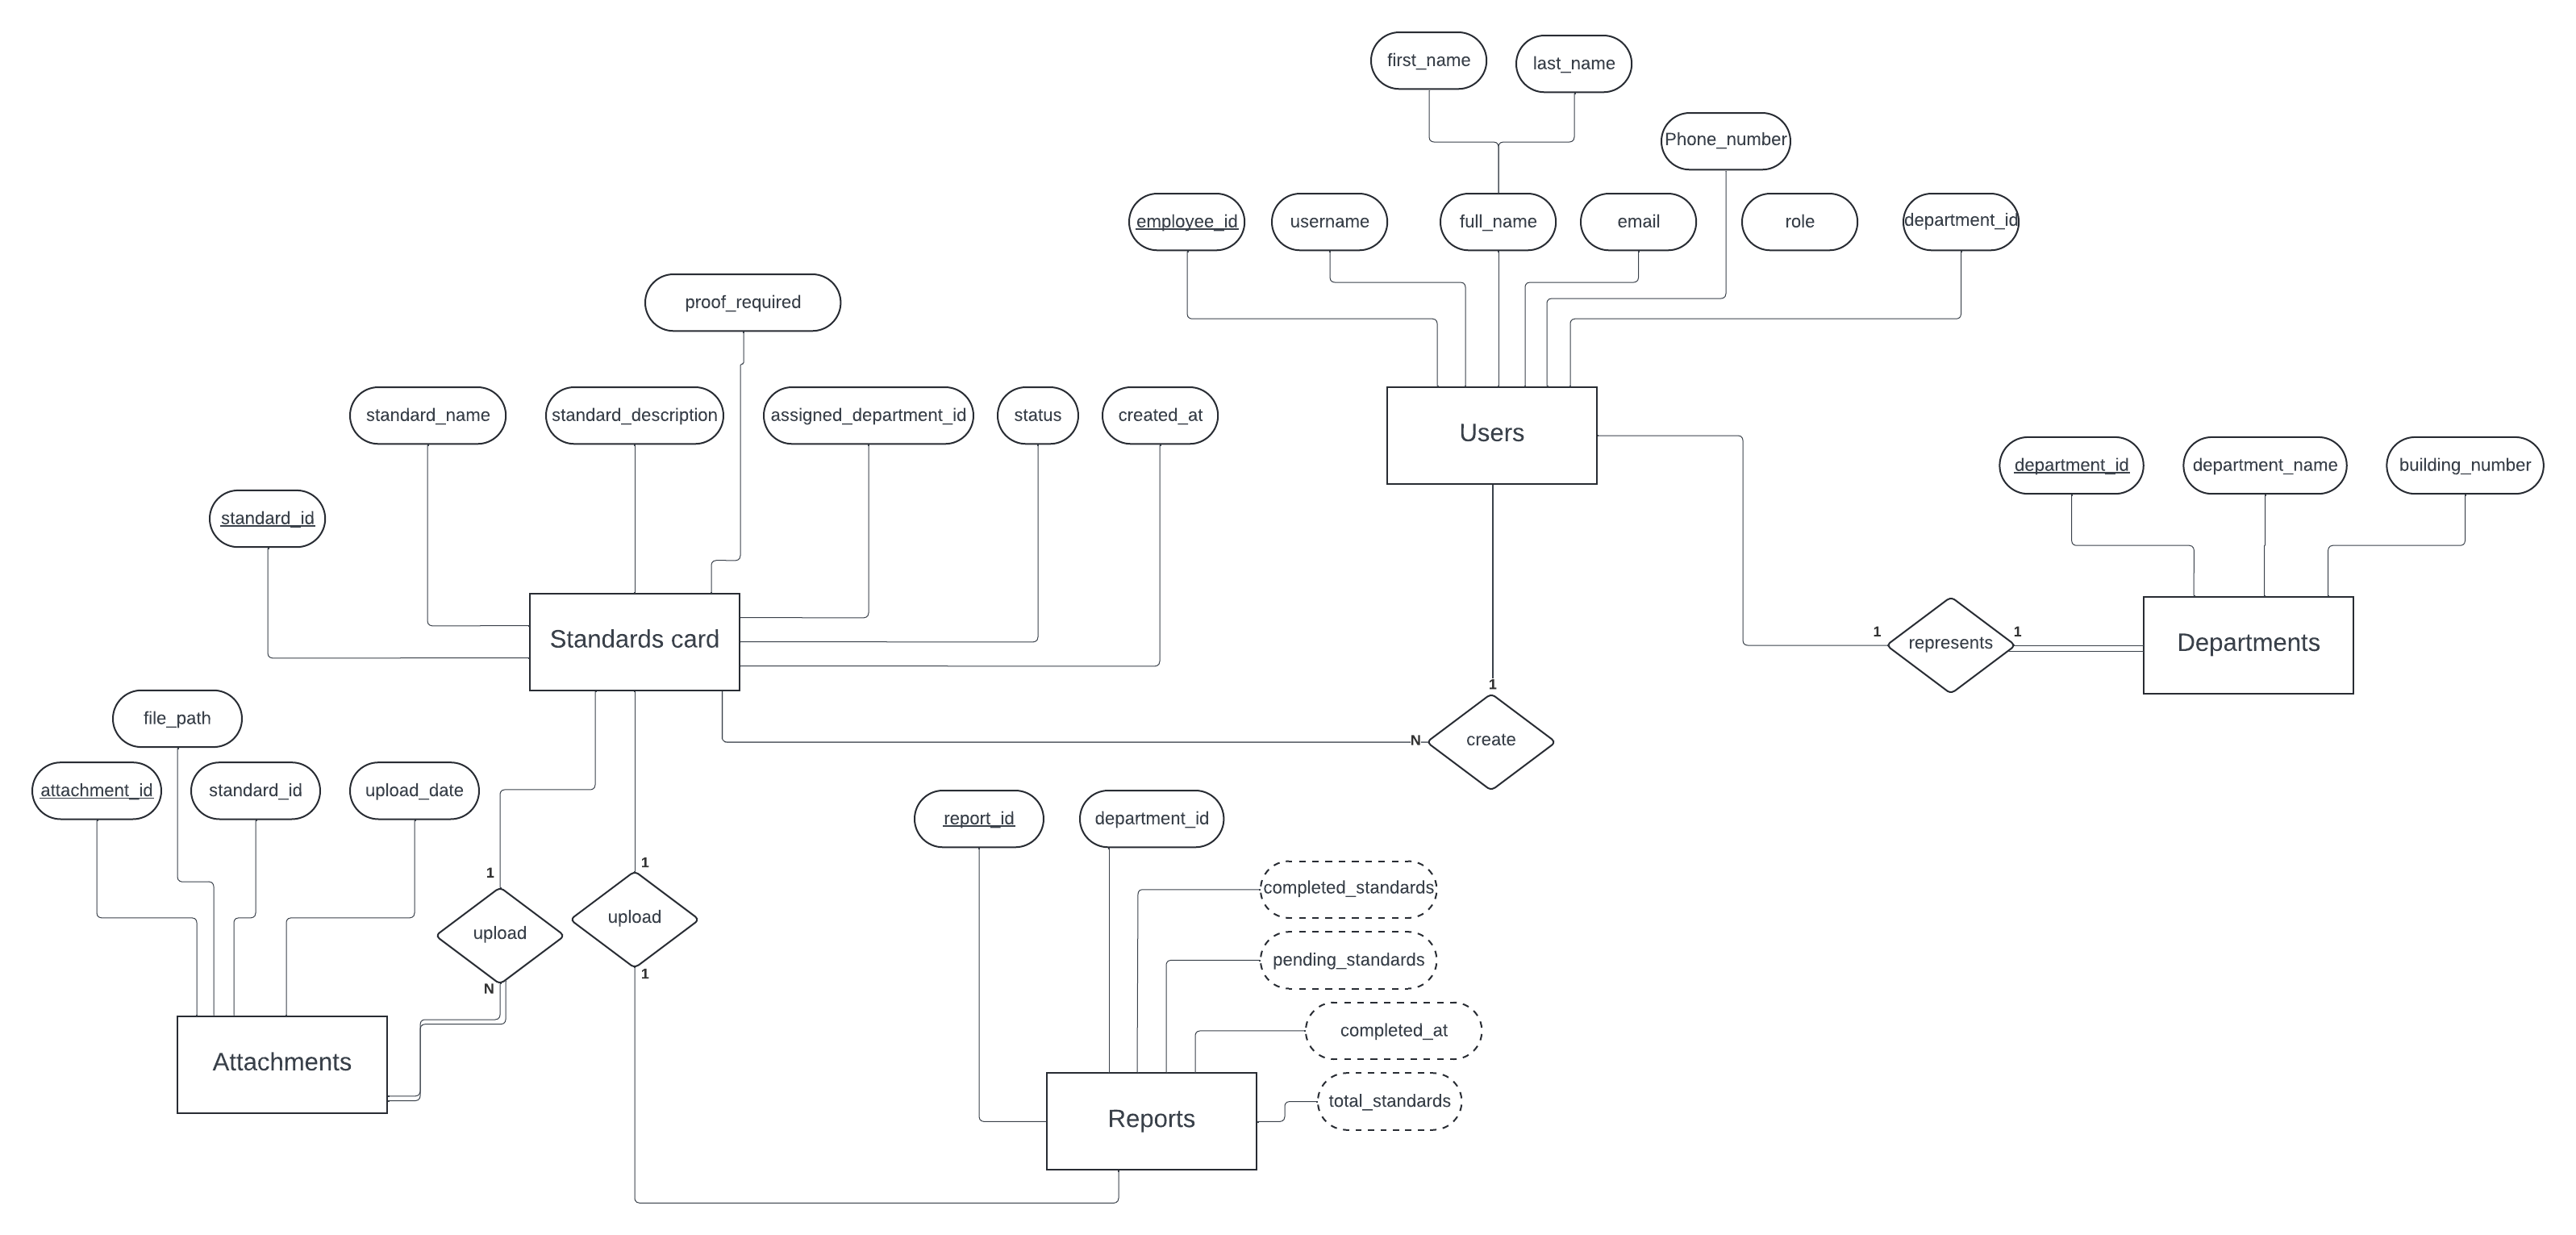 first_name
last_name
Phone_number
employee_id
username
full_name
email
role
department_id
proof_required
standard_name
standard_description
assigned_department_id
status
created_at
Users
department_id
department_name
building_number
standard_id
Standards card
1
represents
1
Departments
1
N
create
file_path
attachment_id
standard_id
upload_date
report_id
department_id
1
upload
N
1
upload
1
completed_standards
pending_standards
completed_at
total_standards
Attachments
Reports